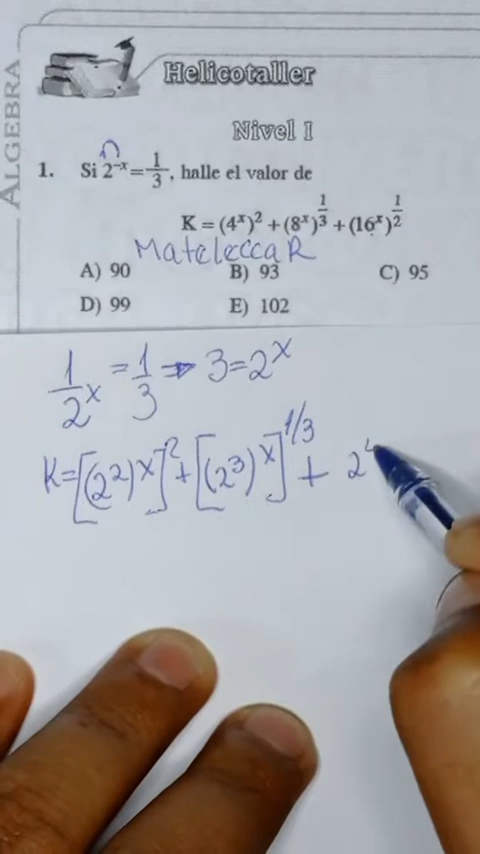 ALGEBRA
Helicotaller
Nivel I
1. Si 2^-x = 1/3, halle el valor de
K = (4^x)^2 + (8^x)^1/3 + (16^x)^1/2
MateleccaR
A) 90 B) 93 C) 95
D) 99 E) 102
1/2^x = 1/3 ⇒ 3 = 2^x
K = [(2^2)^x]^2 + [(2^3)^x]^1/3 + 2^4